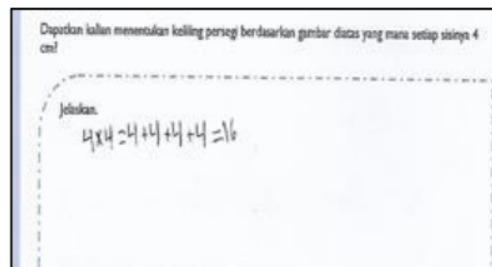 Dapatkan kalian menentukan keliling persegi berdasarkan gambar diatas yang mana setiap sisinya 4
cm?
Jelaskan.
4x4=4+4+4+4=16